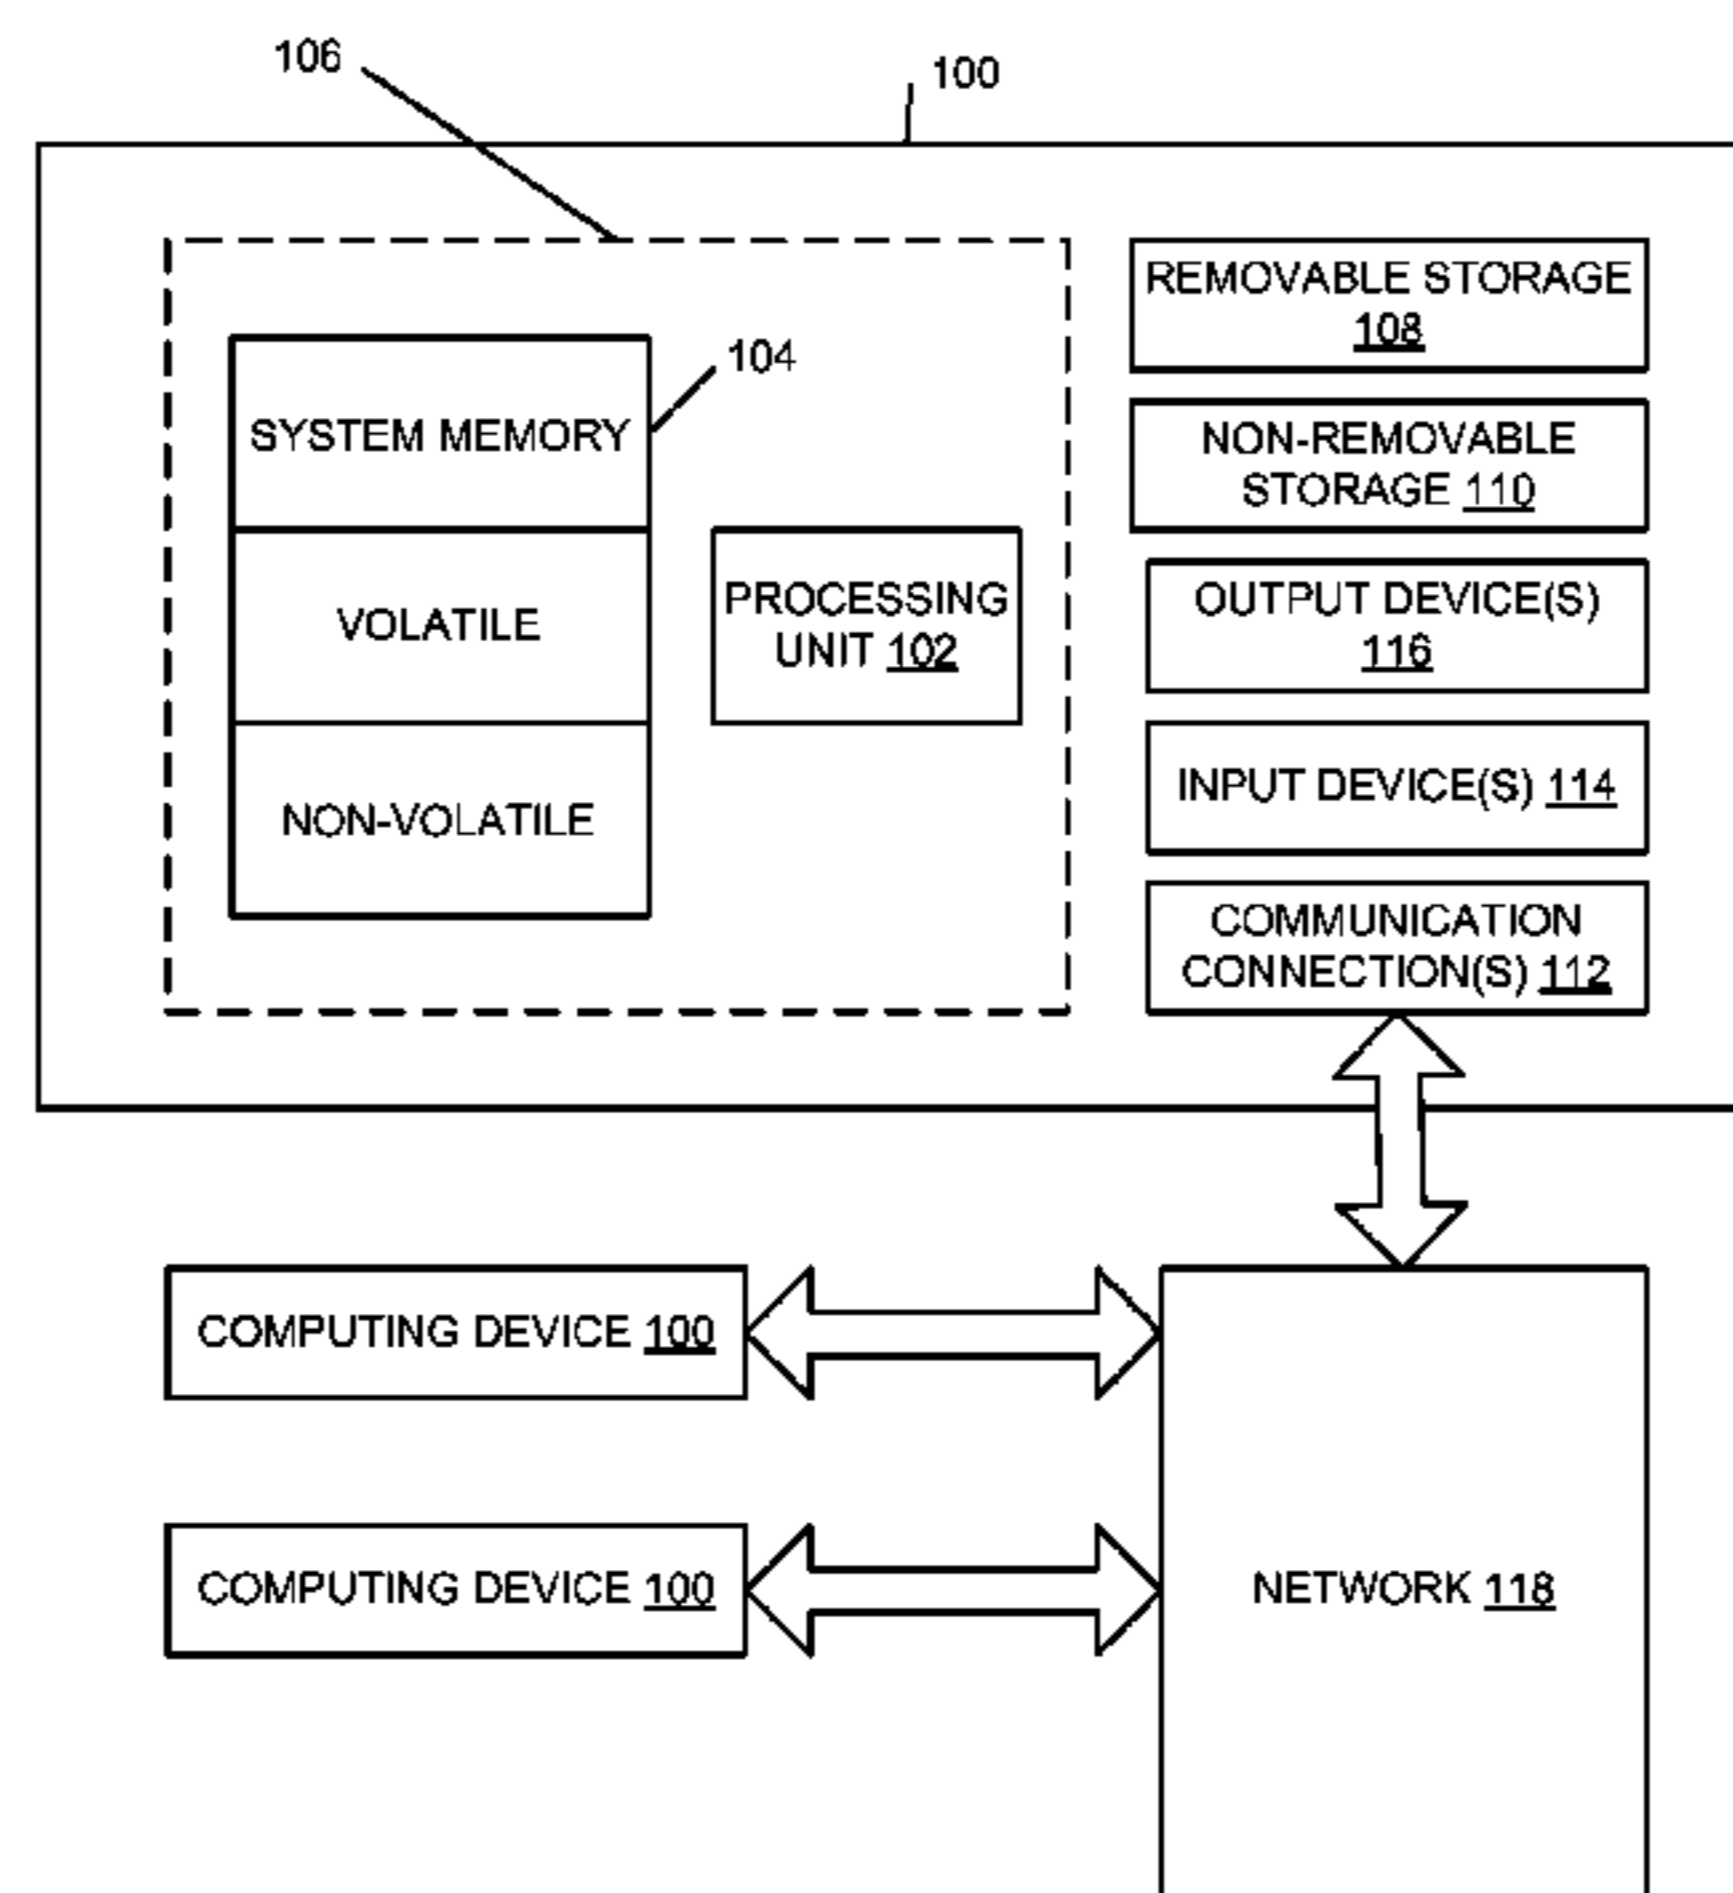 106
100
REMOVABLE STORAGE
108
104
SYSTEM MEMORY
NON-REMOVABLE
STORAGE 110
VOLATILE
PROCESSING
UNIT 102
OUTPUT DEVICE(S)
116
NON-VOLATILE
INPUT DEVICE(S) 114
COMMUNICATION
CONNECTION(S) 112
COMPUTING DEVICE 100
COMPUTING DEVICE 100
NETWORK 118